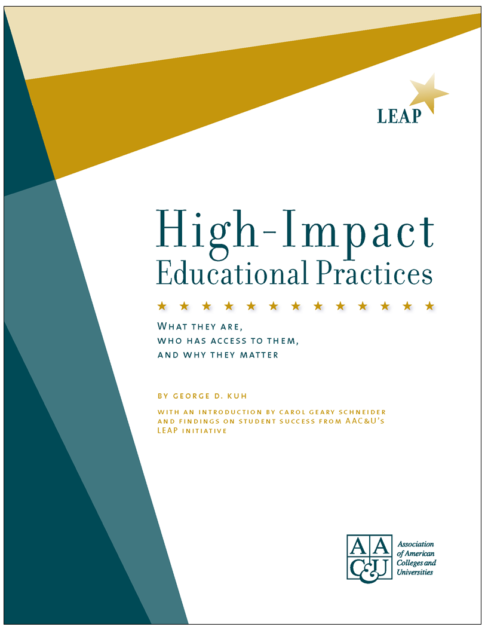 LEAP
High-Impact
Educational Practices
What they are,
who has access to them,
and why they matter
by George D. Kuh
with an introduction by Carol Geary Schneider
and findings on student success from AAC&U's
LEAP initiative
AA
C&U
Association
of American
Colleges and
Universities